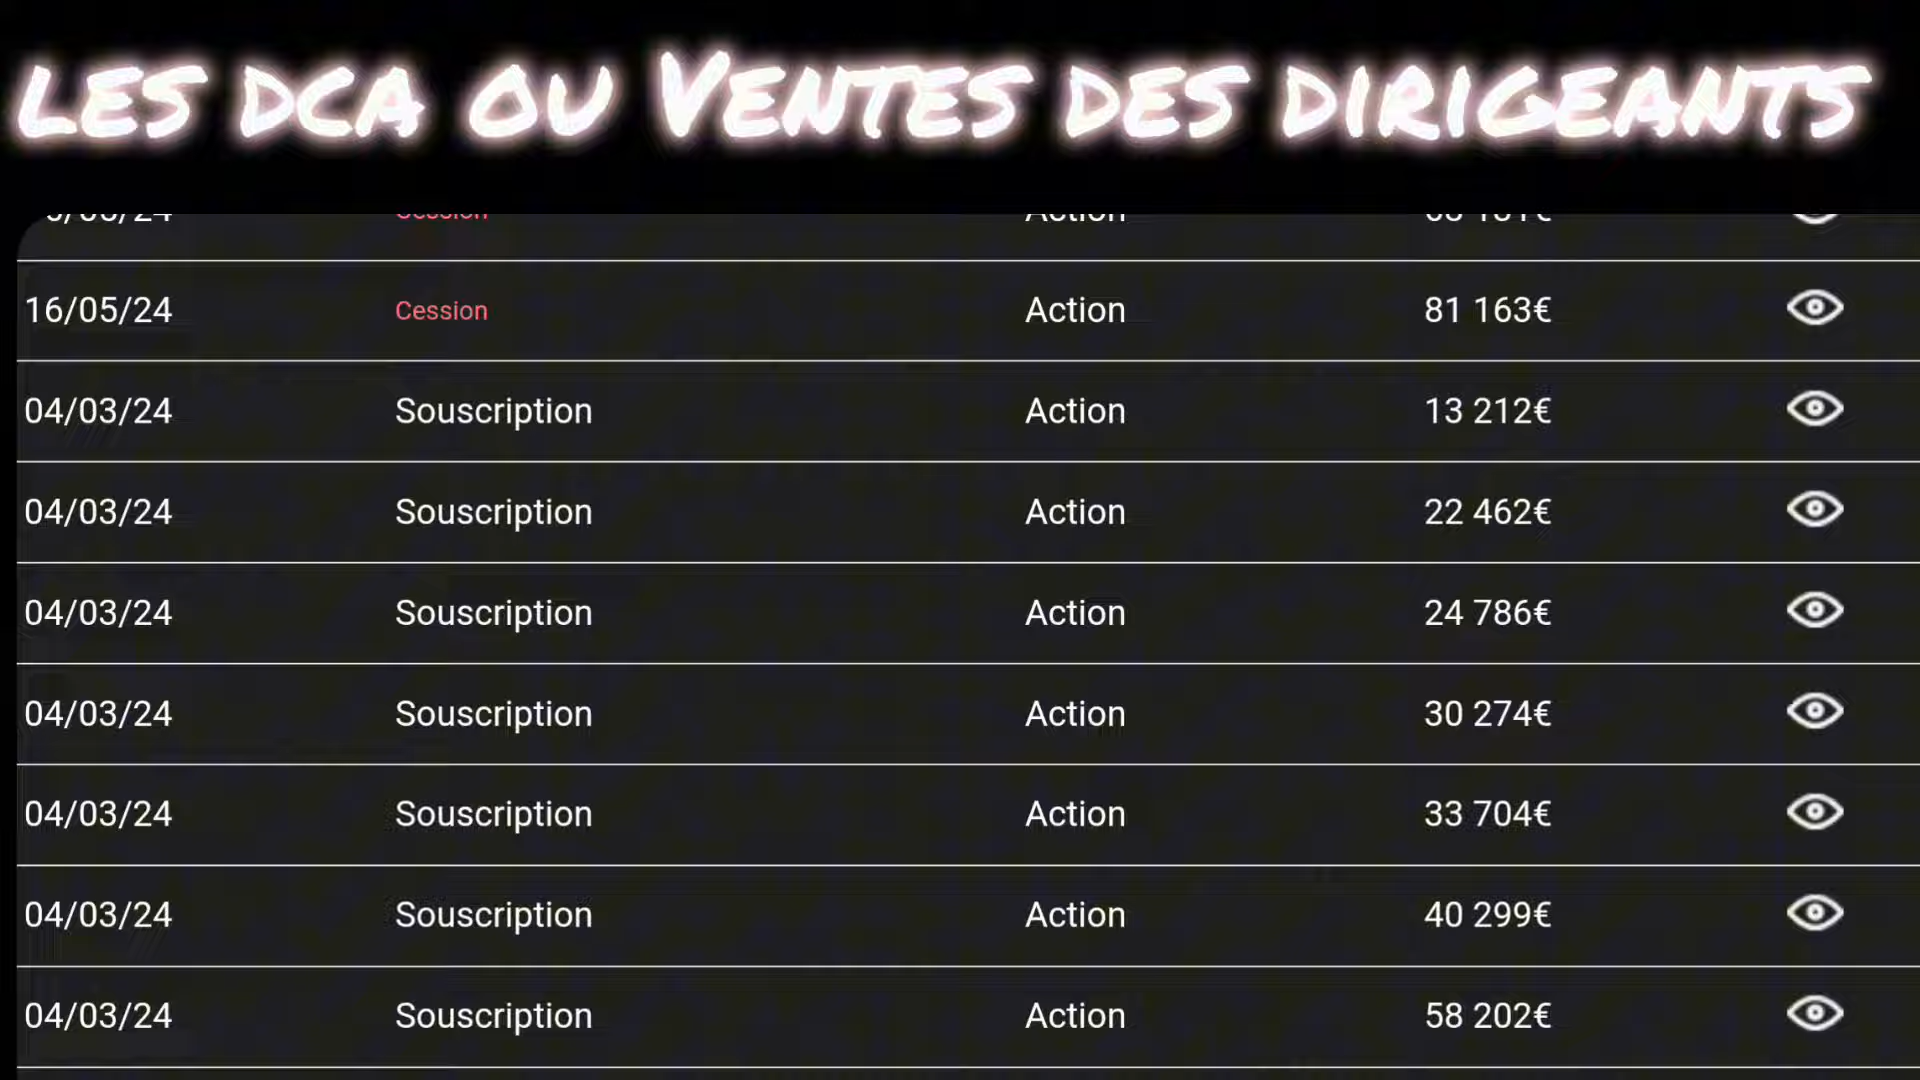 LES DCA OU VENTES DES DIRIGEANTS
Cession Action
16/05/24 Cession Action 81 163€
04/03/24 Souscription Action 13 212€
04/03/24 Souscription Action 22 462€
04/03/24 Souscription Action 24 786€
04/03/24 Souscription Action 30 274€
04/03/24 Souscription Action 33 704€
04/03/24 Souscription Action 40 299€
04/03/24 Souscription Action 58 202€